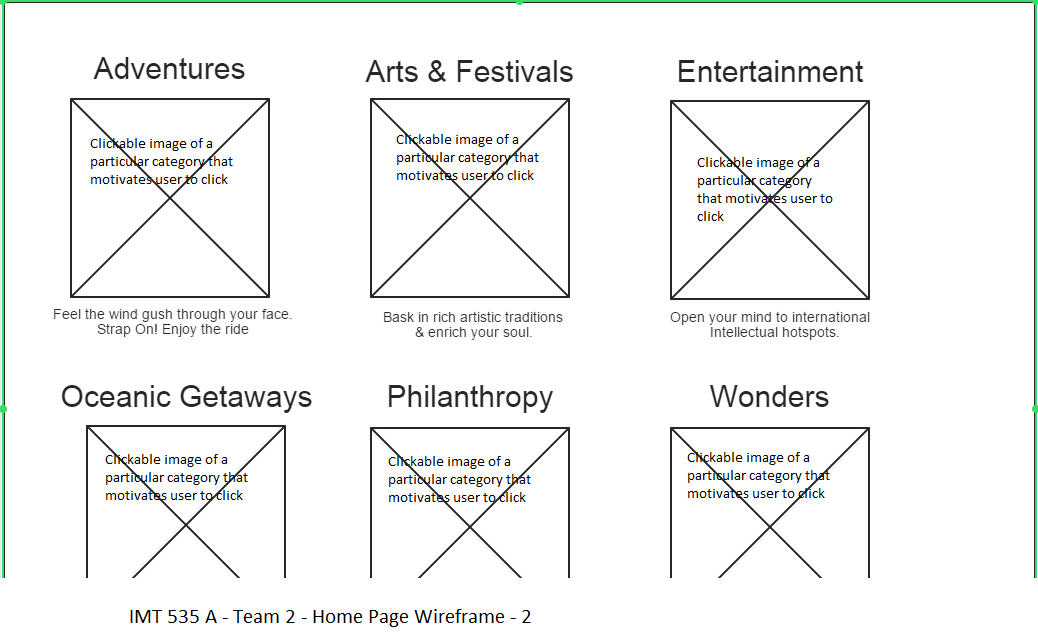 Adventures
Arts & Festivals
Entertainment
Clickable image of a
particular category that
motivates user to click
Clickable image of a
particular category that
motivates user to click
Clickable image of a
particular category
that motivates user to
click
Feel the wind gush through your face.
Strap On! Enjoy the ride
Bask in rich artistic traditions
& enrich your soul.
Open your mind to international
Intellectual hotspots.
Oceanic Getaways
Philanthropy
Wonders
Clickable image of a
particular category that
motivates user to click
Clickable image of a
particular category that
motivates user to click
Clickable image of a
particular category that
motivates user to click
IMT 535 A - Team 2 - Home Page Wireframe - 2